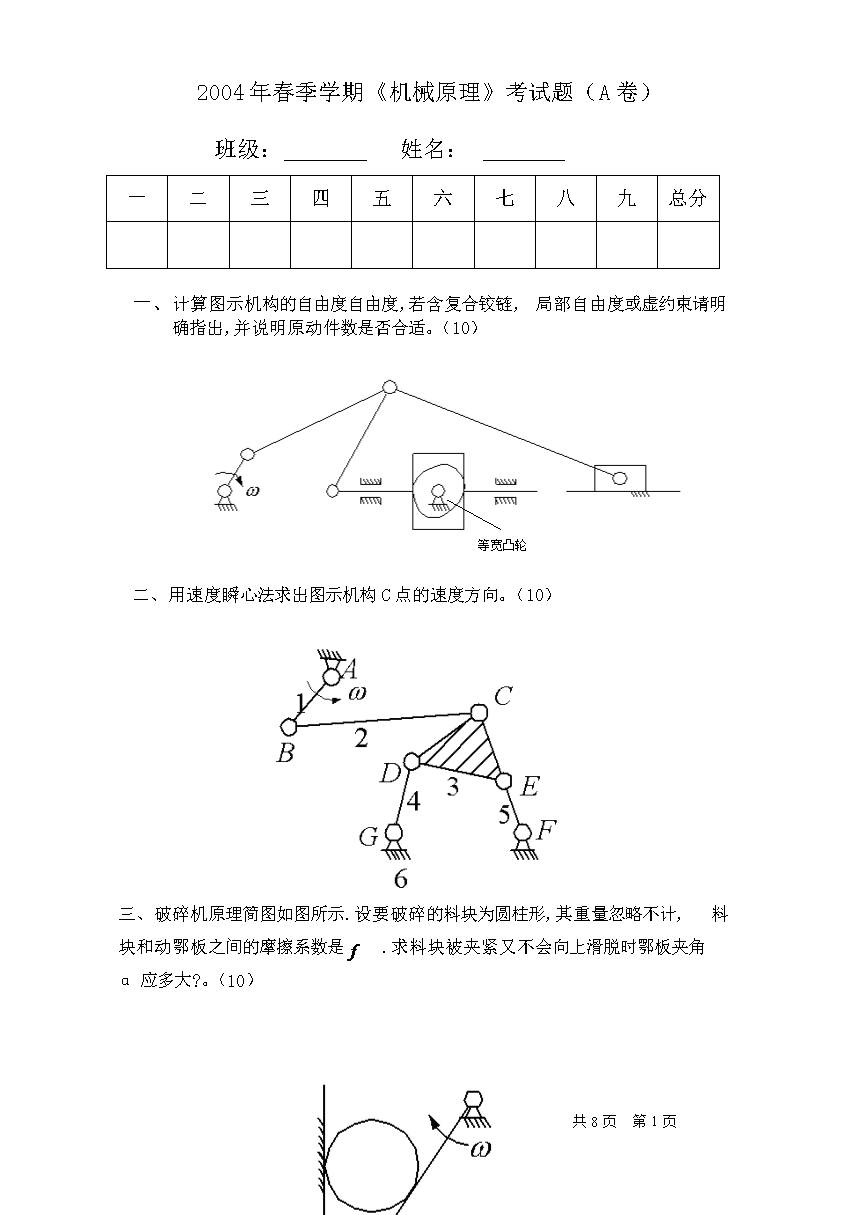 2004年春季学期《机械原理》考试题（A卷）
班级：________ 姓名： ________
一 二 三 四 五 六 七 八 九 总分
一、计算图示机构的自由度自由度,若含复合铰链， 局部自由度或虚约束请明
确指出,并说明原动件数是否合适。(10)
ω
等宽凸轮
二、用速度瞬心法求出图示机构C点的速度方向。(10)
A
1 ω
C
B 2
D 3 E
4 5
G F
6
三、破碎机原理简图如图所示.设要破碎的料块为圆柱形,其重量忽略不计, 料
块和动鄂板之间的摩擦系数是f .求料块被夹紧又不会向上滑脱时鄂板夹角
α 应多大?。(10)
共8页 第1页
ω